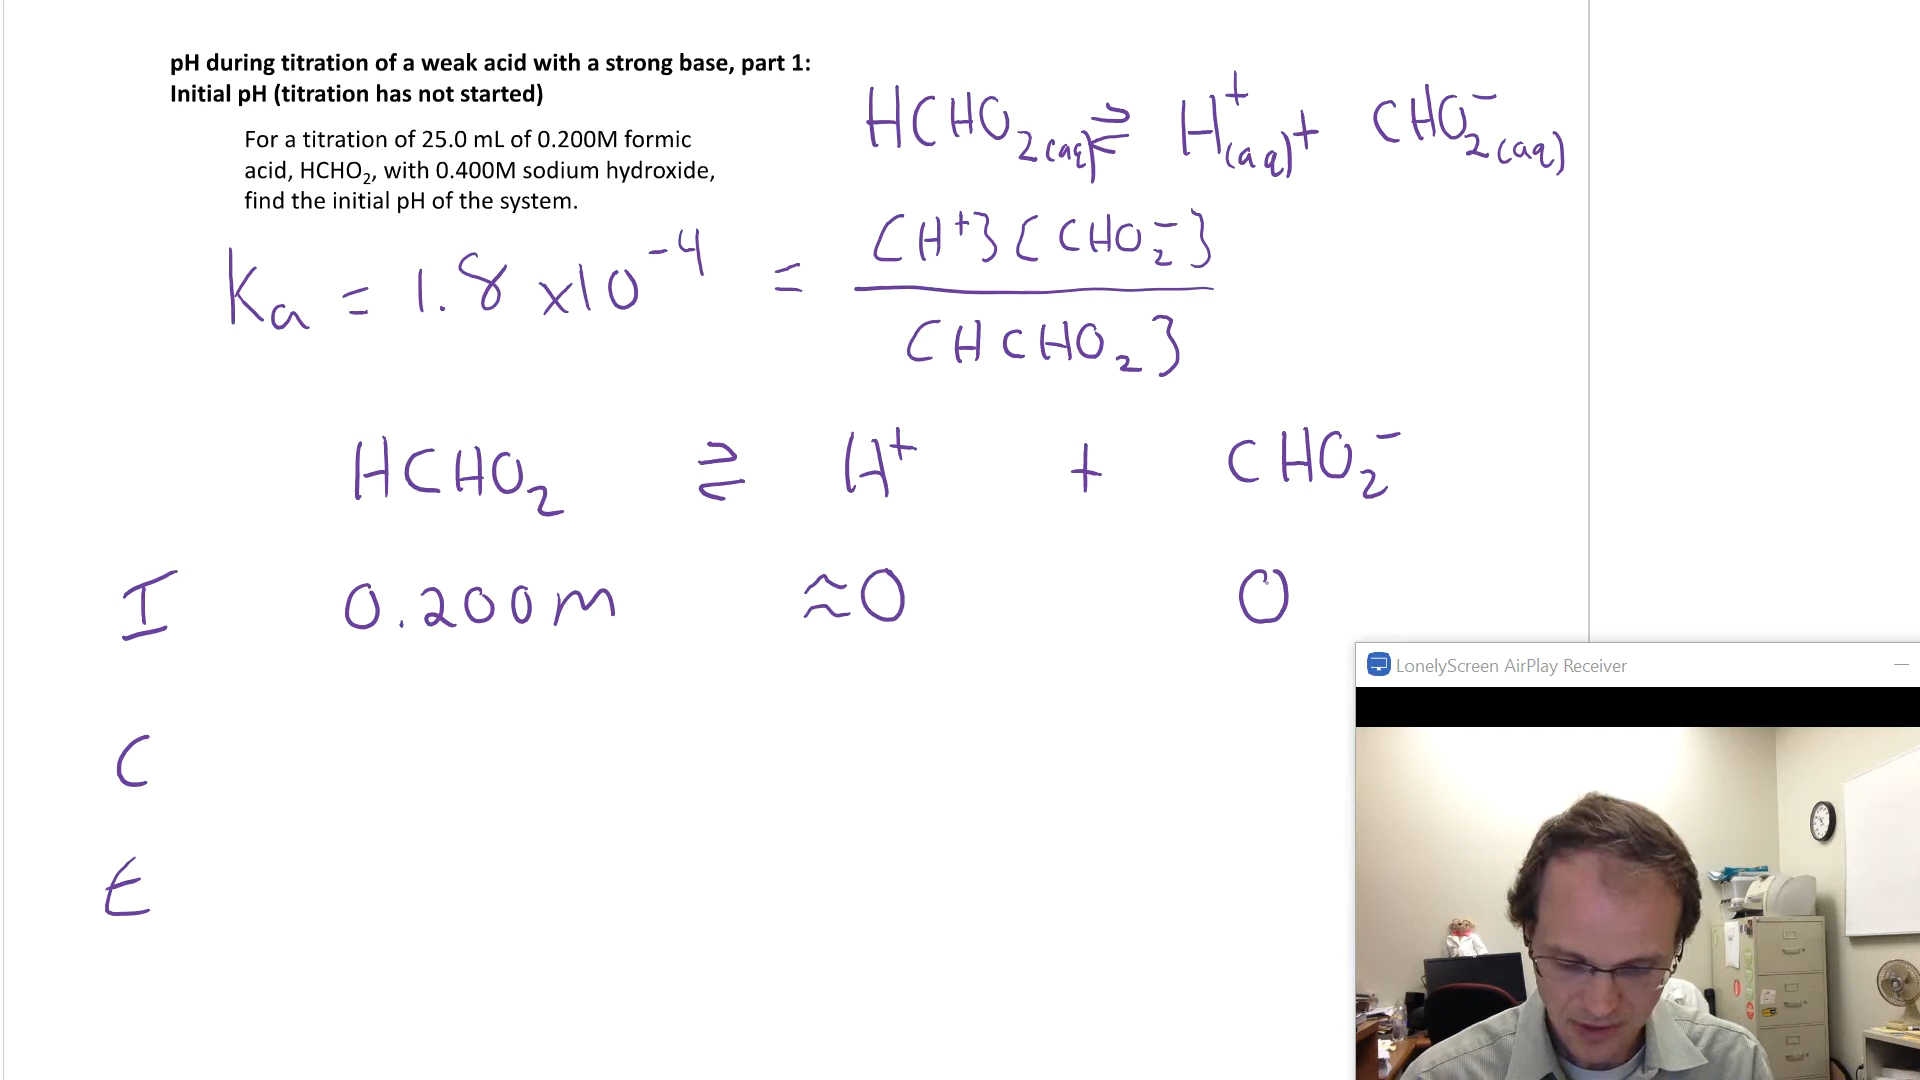 pH during titration of a weak acid with a strong base, part 1:
Initial pH (titration has not started)
For a titration of 25.0 mL of 0.200M formic
acid, HCHO₂, with 0.400M sodium hydroxide,
find the initial pH of the system.
HCHO₂(aq) ⇌ H⁺(aq) + CHO₂⁻(aq)
Ka = 1.8 x10⁻⁴ = [H⁺][CHO₂⁻]
[HCHO₂]
HCHO₂ ⇌ H⁺ + CHO₂⁻
I 0.200M ≈0 0
C
E
LonelyScreen AirPlay Receiver